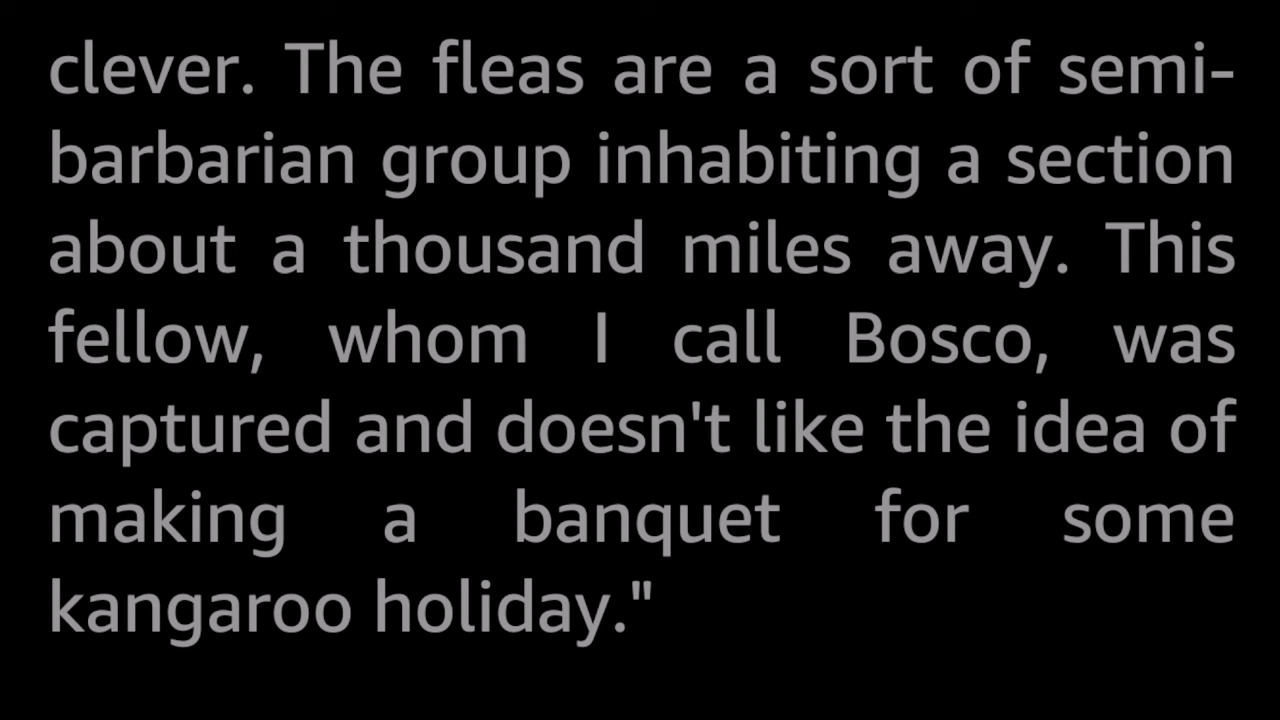 clever. The fleas are a sort of semi-
barbarian group inhabiting a section
about a thousand miles away. This
fellow, whom I call Bosco, was
captured and doesn't like the idea of
making a banquet for some
kangaroo holiday."